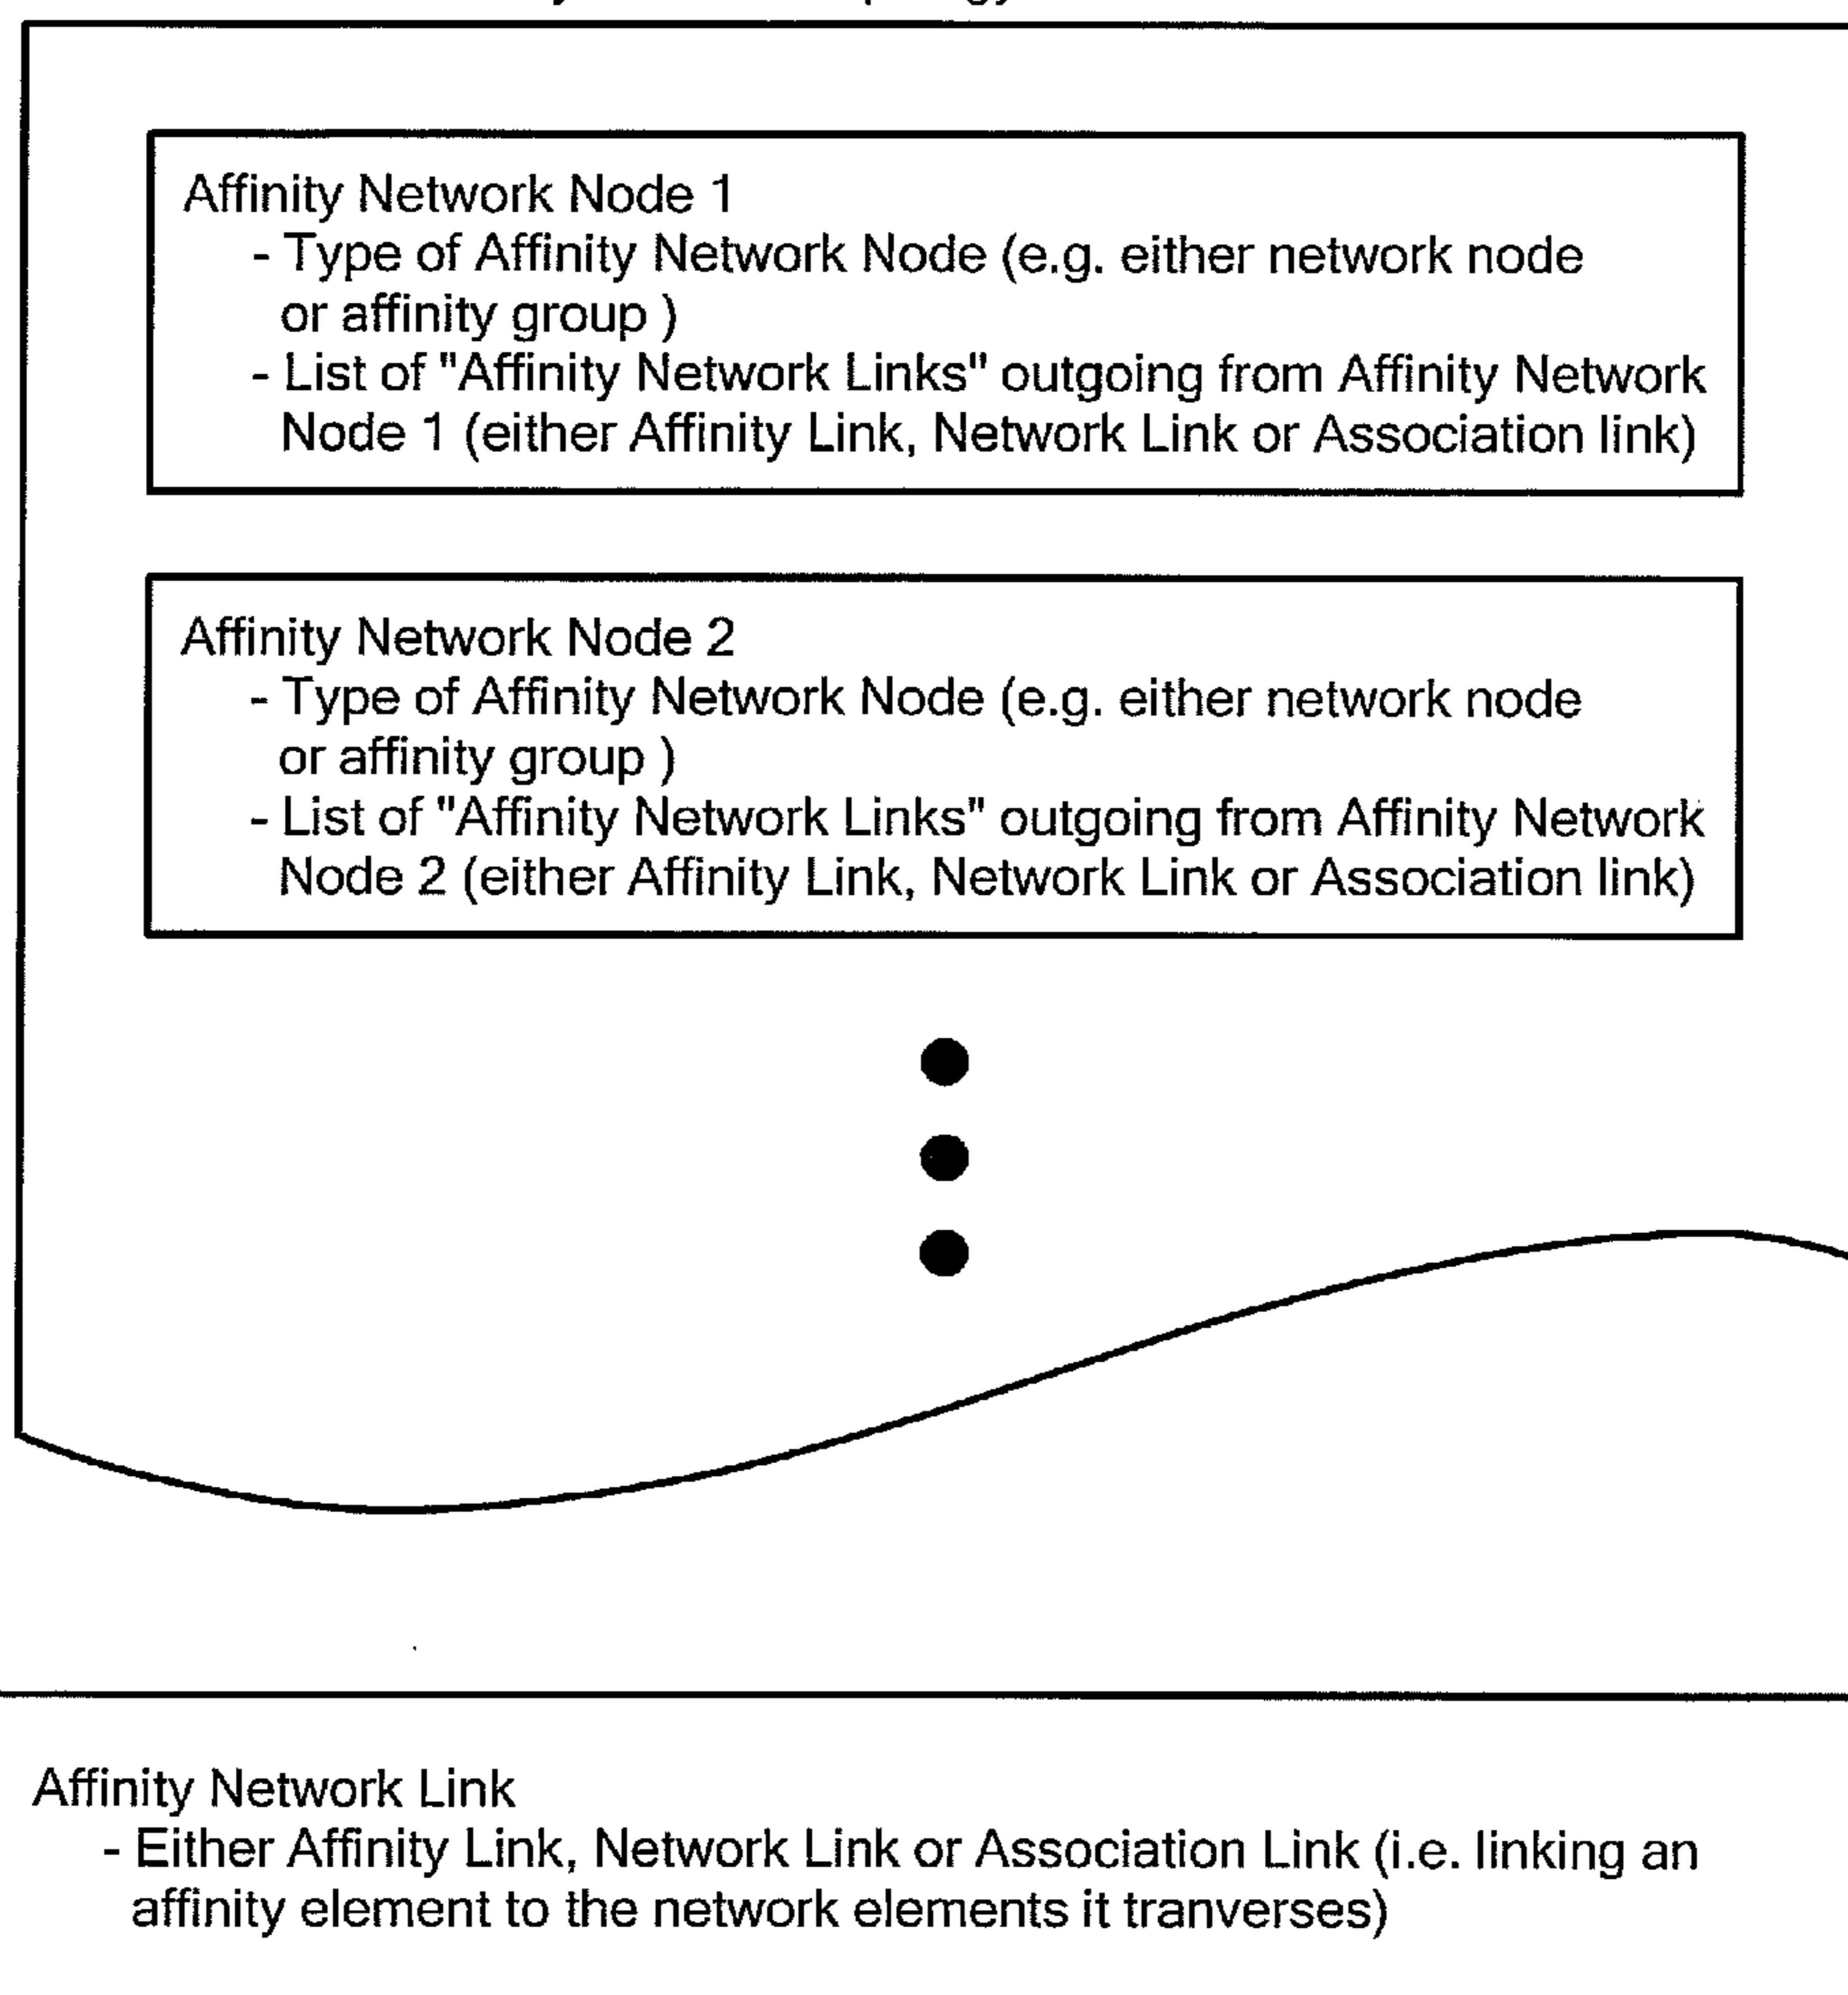 Affinity Network Node 1
- Type of Affinity Network Node (e.g. either network node
or affinity group )
- List of "Affinity Network Links" outgoing from Affinity Network
Node 1 (either Affinity Link, Network Link or Association link)
Affinity Network Node 2
- Type of Affinity Network Node (e.g. either network node
or affinity group )
- List of "Affinity Network Links" outgoing from Affinity Network
Node 2 (either Affinity Link, Network Link or Association link)
Affinity Network Link
- Either Affinity Link, Network Link or Association Link (i.e. linking an
affinity element to the network elements it tranverses)